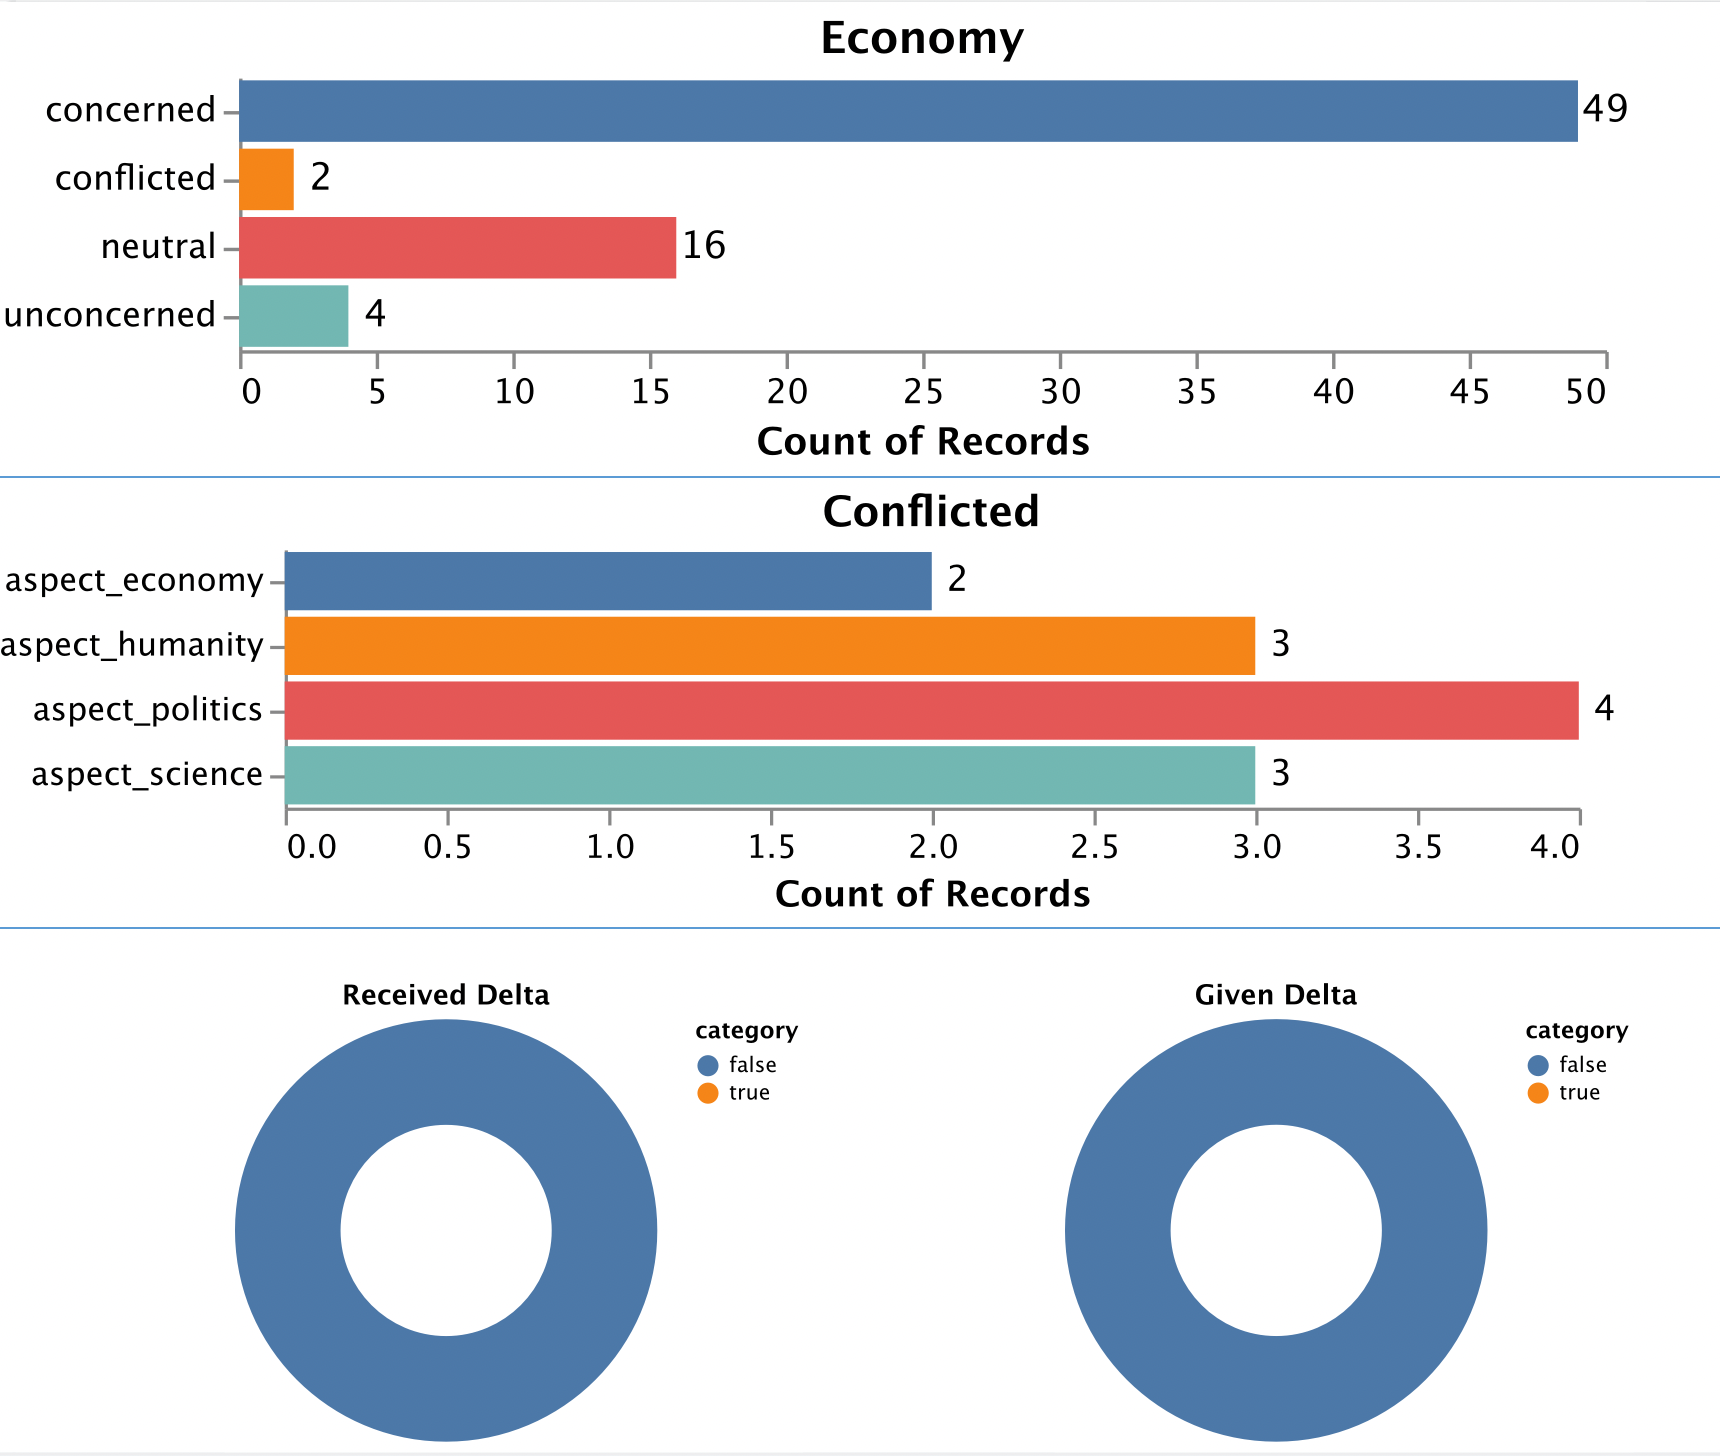 Economy
concerned 49
conflicted 2
neutral 16
unconcerned 4
0 5 10 15 20 25 30 35 40 45 50
Count of Records
Conflicted
aspect_economy 2
aspect_humanity 3
aspect_politics 4
aspect_science 3
0.0 0.5 1.0 1.5 2.0 2.5 3.0 3.5 4.0
Count of Records
Received Delta
category
false
true
Given Delta
category
false
true